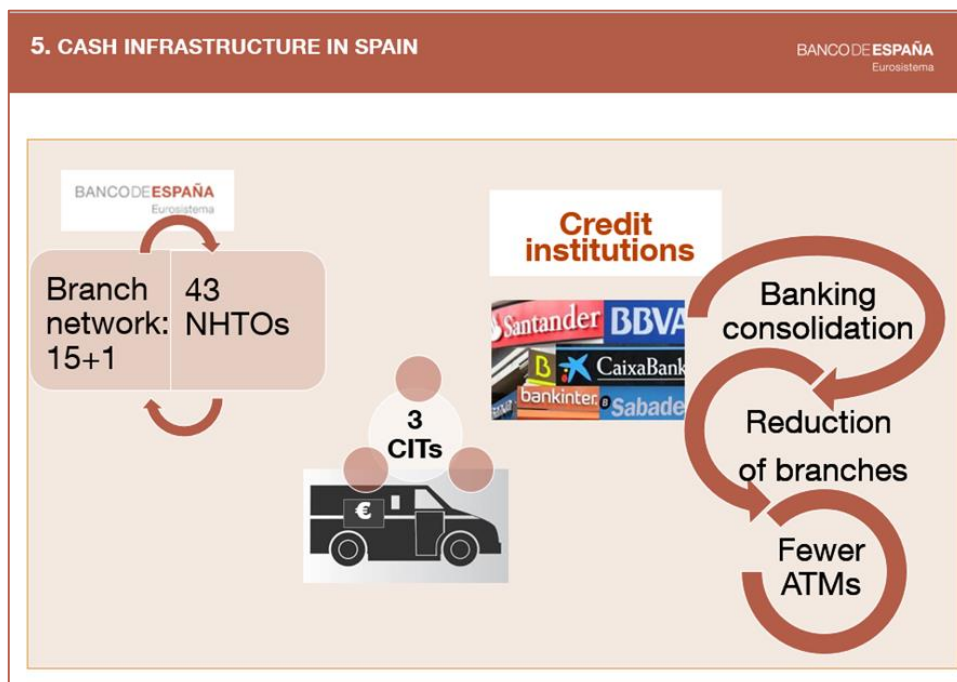 5. CASH INFRASTRUCTURE IN SPAIN
BANCODEESPAÑA
Eurosistema
BANCODEESPAÑA
Eurosistema
Branch
network:
15+1
43
NHTOs
3
CITs
€
Credit
institutions
Santander
BBVA
CaixaBank
bankinter.
Sabade
Banking
consolidation
Reduction
of branches
Fewer
ATMs